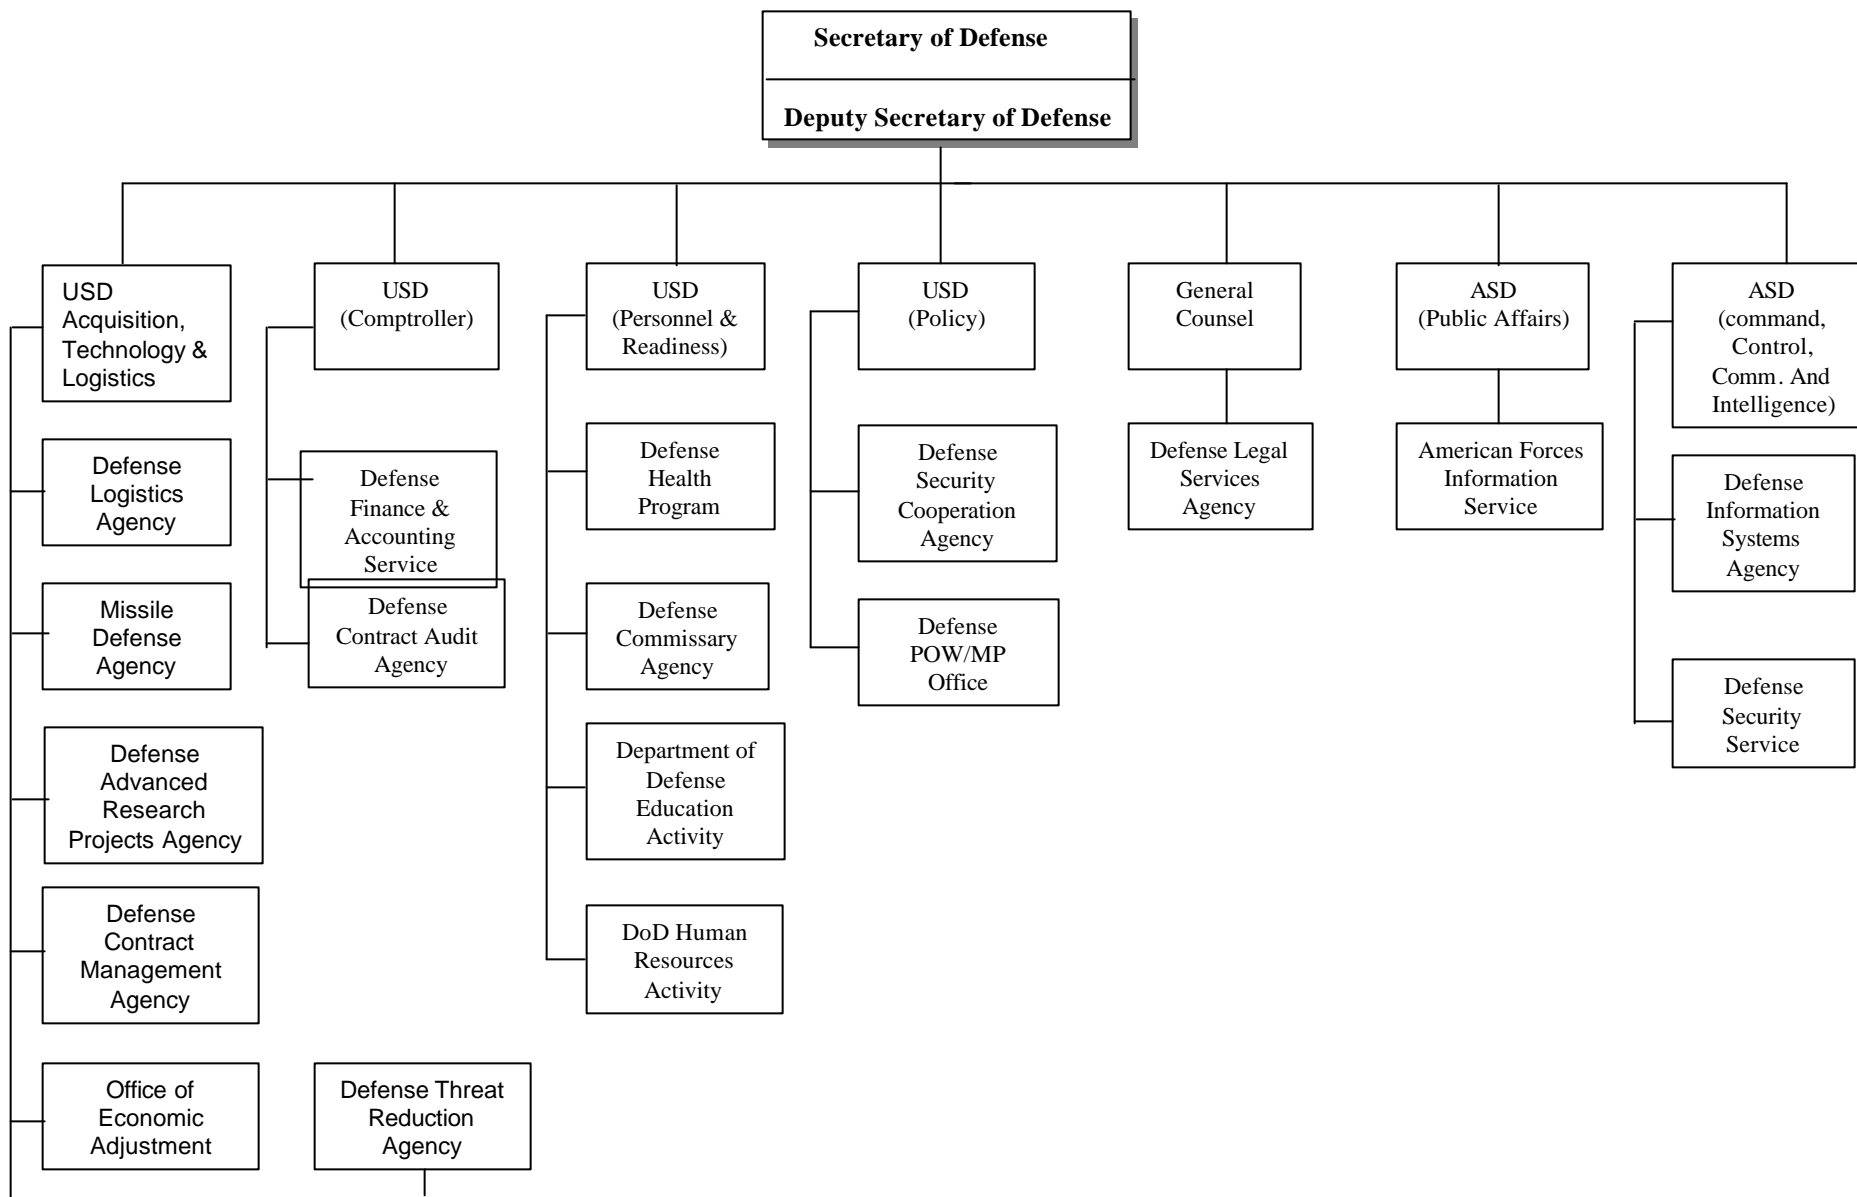 Secretary of Defense
Deputy Secretary of Defense
USD
Acquisition,
Technology &
Logistics
USD
(Comptroller)
USD
(Personnel &
Readiness)
USD
(Policy)
General
Counsel
ASD
(Public Affairs)
ASD
(command,
Control,
Comm. And
Intelligence)
Defense
Logistics
Agency
Defense
Finance &
Accounting
Service
Defense
Health
Program
Defense
Security
Cooperation
Agency
Defense Legal
Services
Agency
American Forces
Information
Service
Defense
Information
Systems
Agency
Missile
Defense
Agency
Defense
Contract Audit
Agency
Defense
Commissary
Agency
Defense
POW/MP
Office
Defense
Security
Service
Defense
Advanced
Research
Projects Agency
Department of
Defense
Education
Activity
Defense
Contract
Management
Agency
DoD Human
Resources
Activity
Office of
Economic
Adjustment
Defense Threat
Reduction
Agency